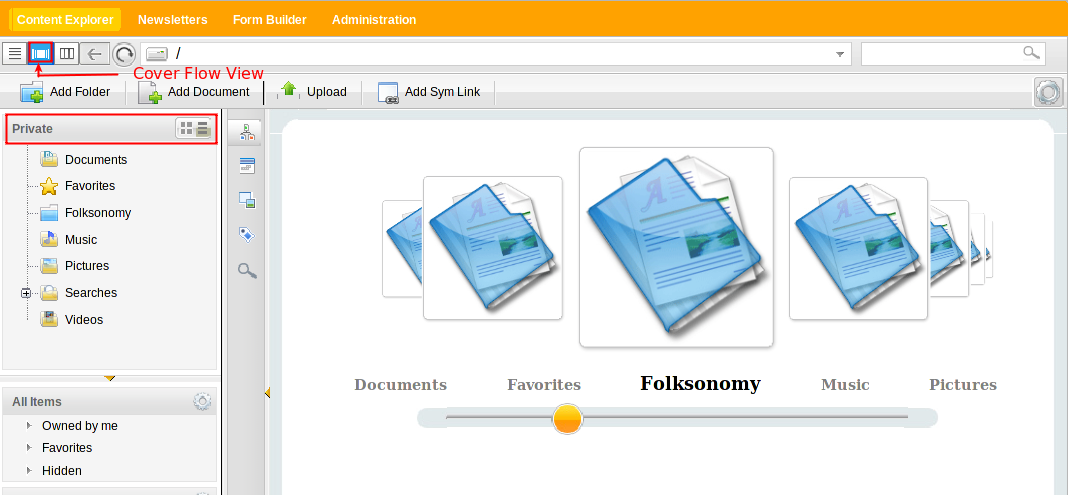 Content Explorer Newsletters Form Builder Administration
/
Cover Flow View
Add Folder Add Document Upload Add Sym Link
Private
Documents
Favorites
Folksonomy
Music
Pictures
Searches
Videos
Documents Favorites Folksonomy Music Pictures
All Items
Owned by me
Favorites
Hidden